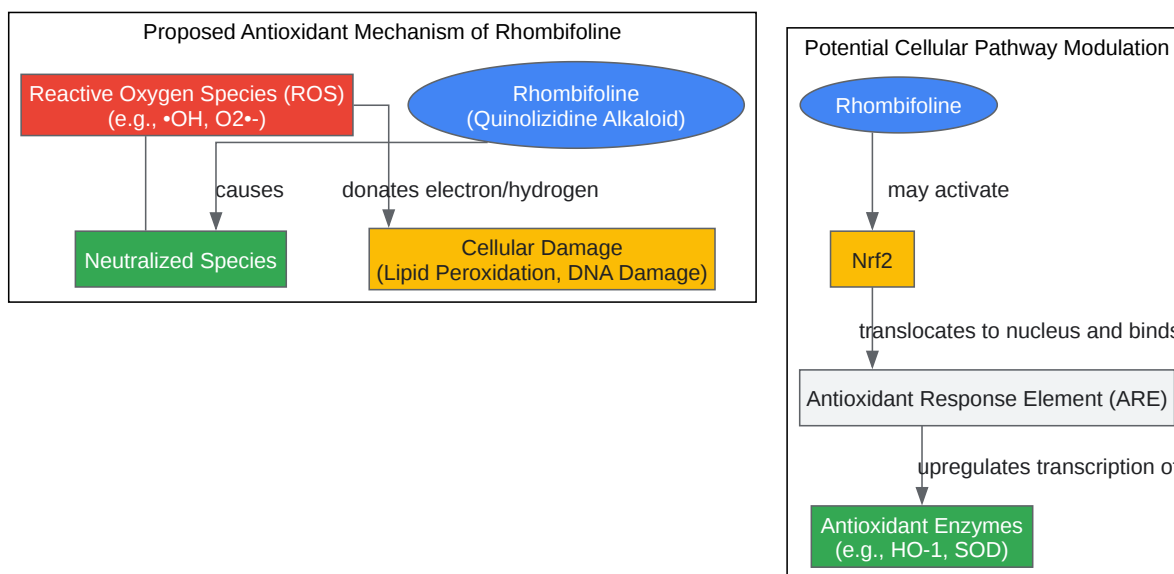 Proposed Antioxidant Mechanism of Rhombifoline
Reactive Oxygen Species (ROS)
(e.g., •OH, O2•-)
Rhombifoline
(Quinolizidine Alkaloid)
causes
donates electron/hydrogen
Neutralized Species
Cellular Damage
(Lipid Peroxidation, DNA Damage)
Potential Cellular Pathway Modulation
Rhombifoline
may activate
Nrf2
translocates to nucleus and binds
Antioxidant Response Element (ARE)
upregulates transcription
Antioxidant Enzymes
(e.g., HO-1, SOD)